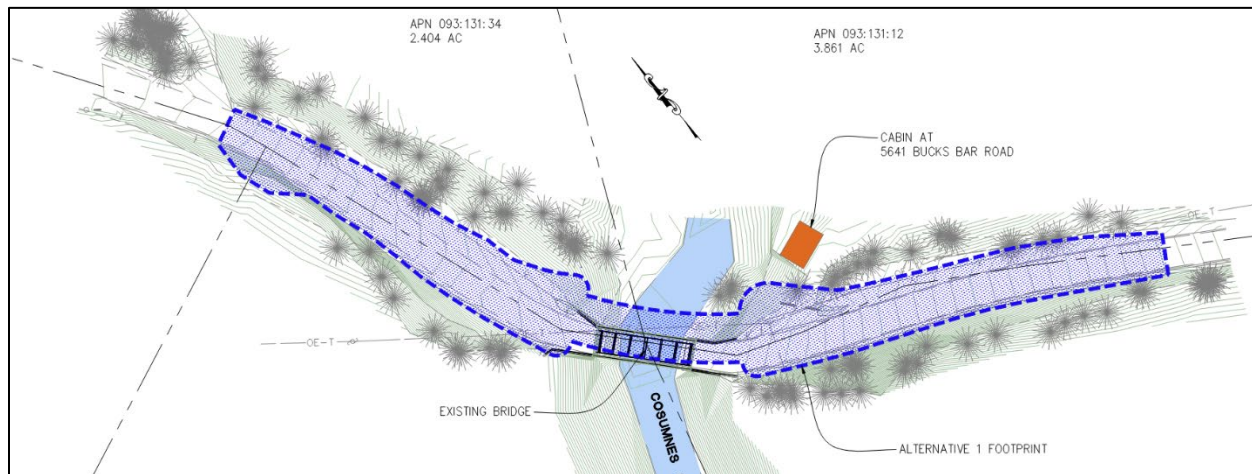 APN 093:131:34
2.404 AC
APN 093:131:12
3.861 AC
CABIN AT
5641 BUCKS BAR ROAD
OE-T
OE-T
EXISTING BRIDGE
COSUMNES
ALTERNATIVE 1 FOOTPRINT